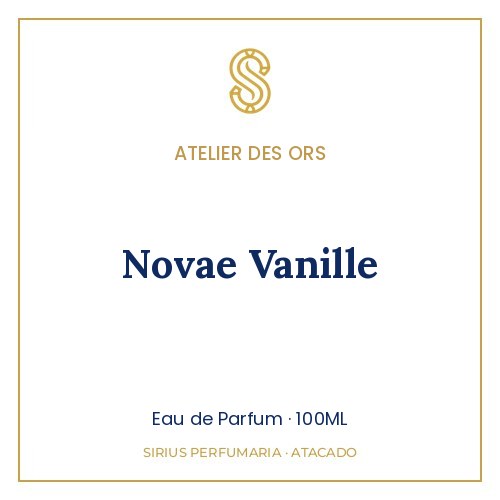 ATELIER DES ORS
Novae Vanille
Eau de Parfum · 100ML
SIRIUS PERFUMARIA · ATACADO